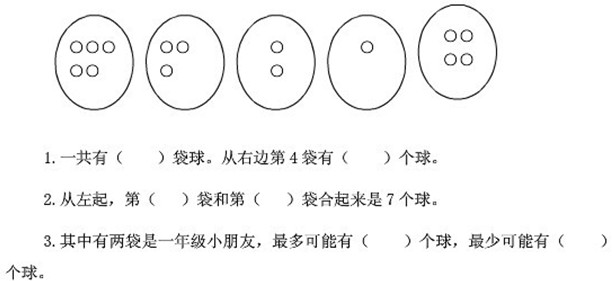 1.一共有（　　）袋球。从右边第4袋有（　　）个球。
2.从左起，第（　　）袋和第（　　）袋合起来是7个球。
3.其中有两袋是一年级小朋友，最多可能有（　　）个球，最少可能有（　　）
个球。